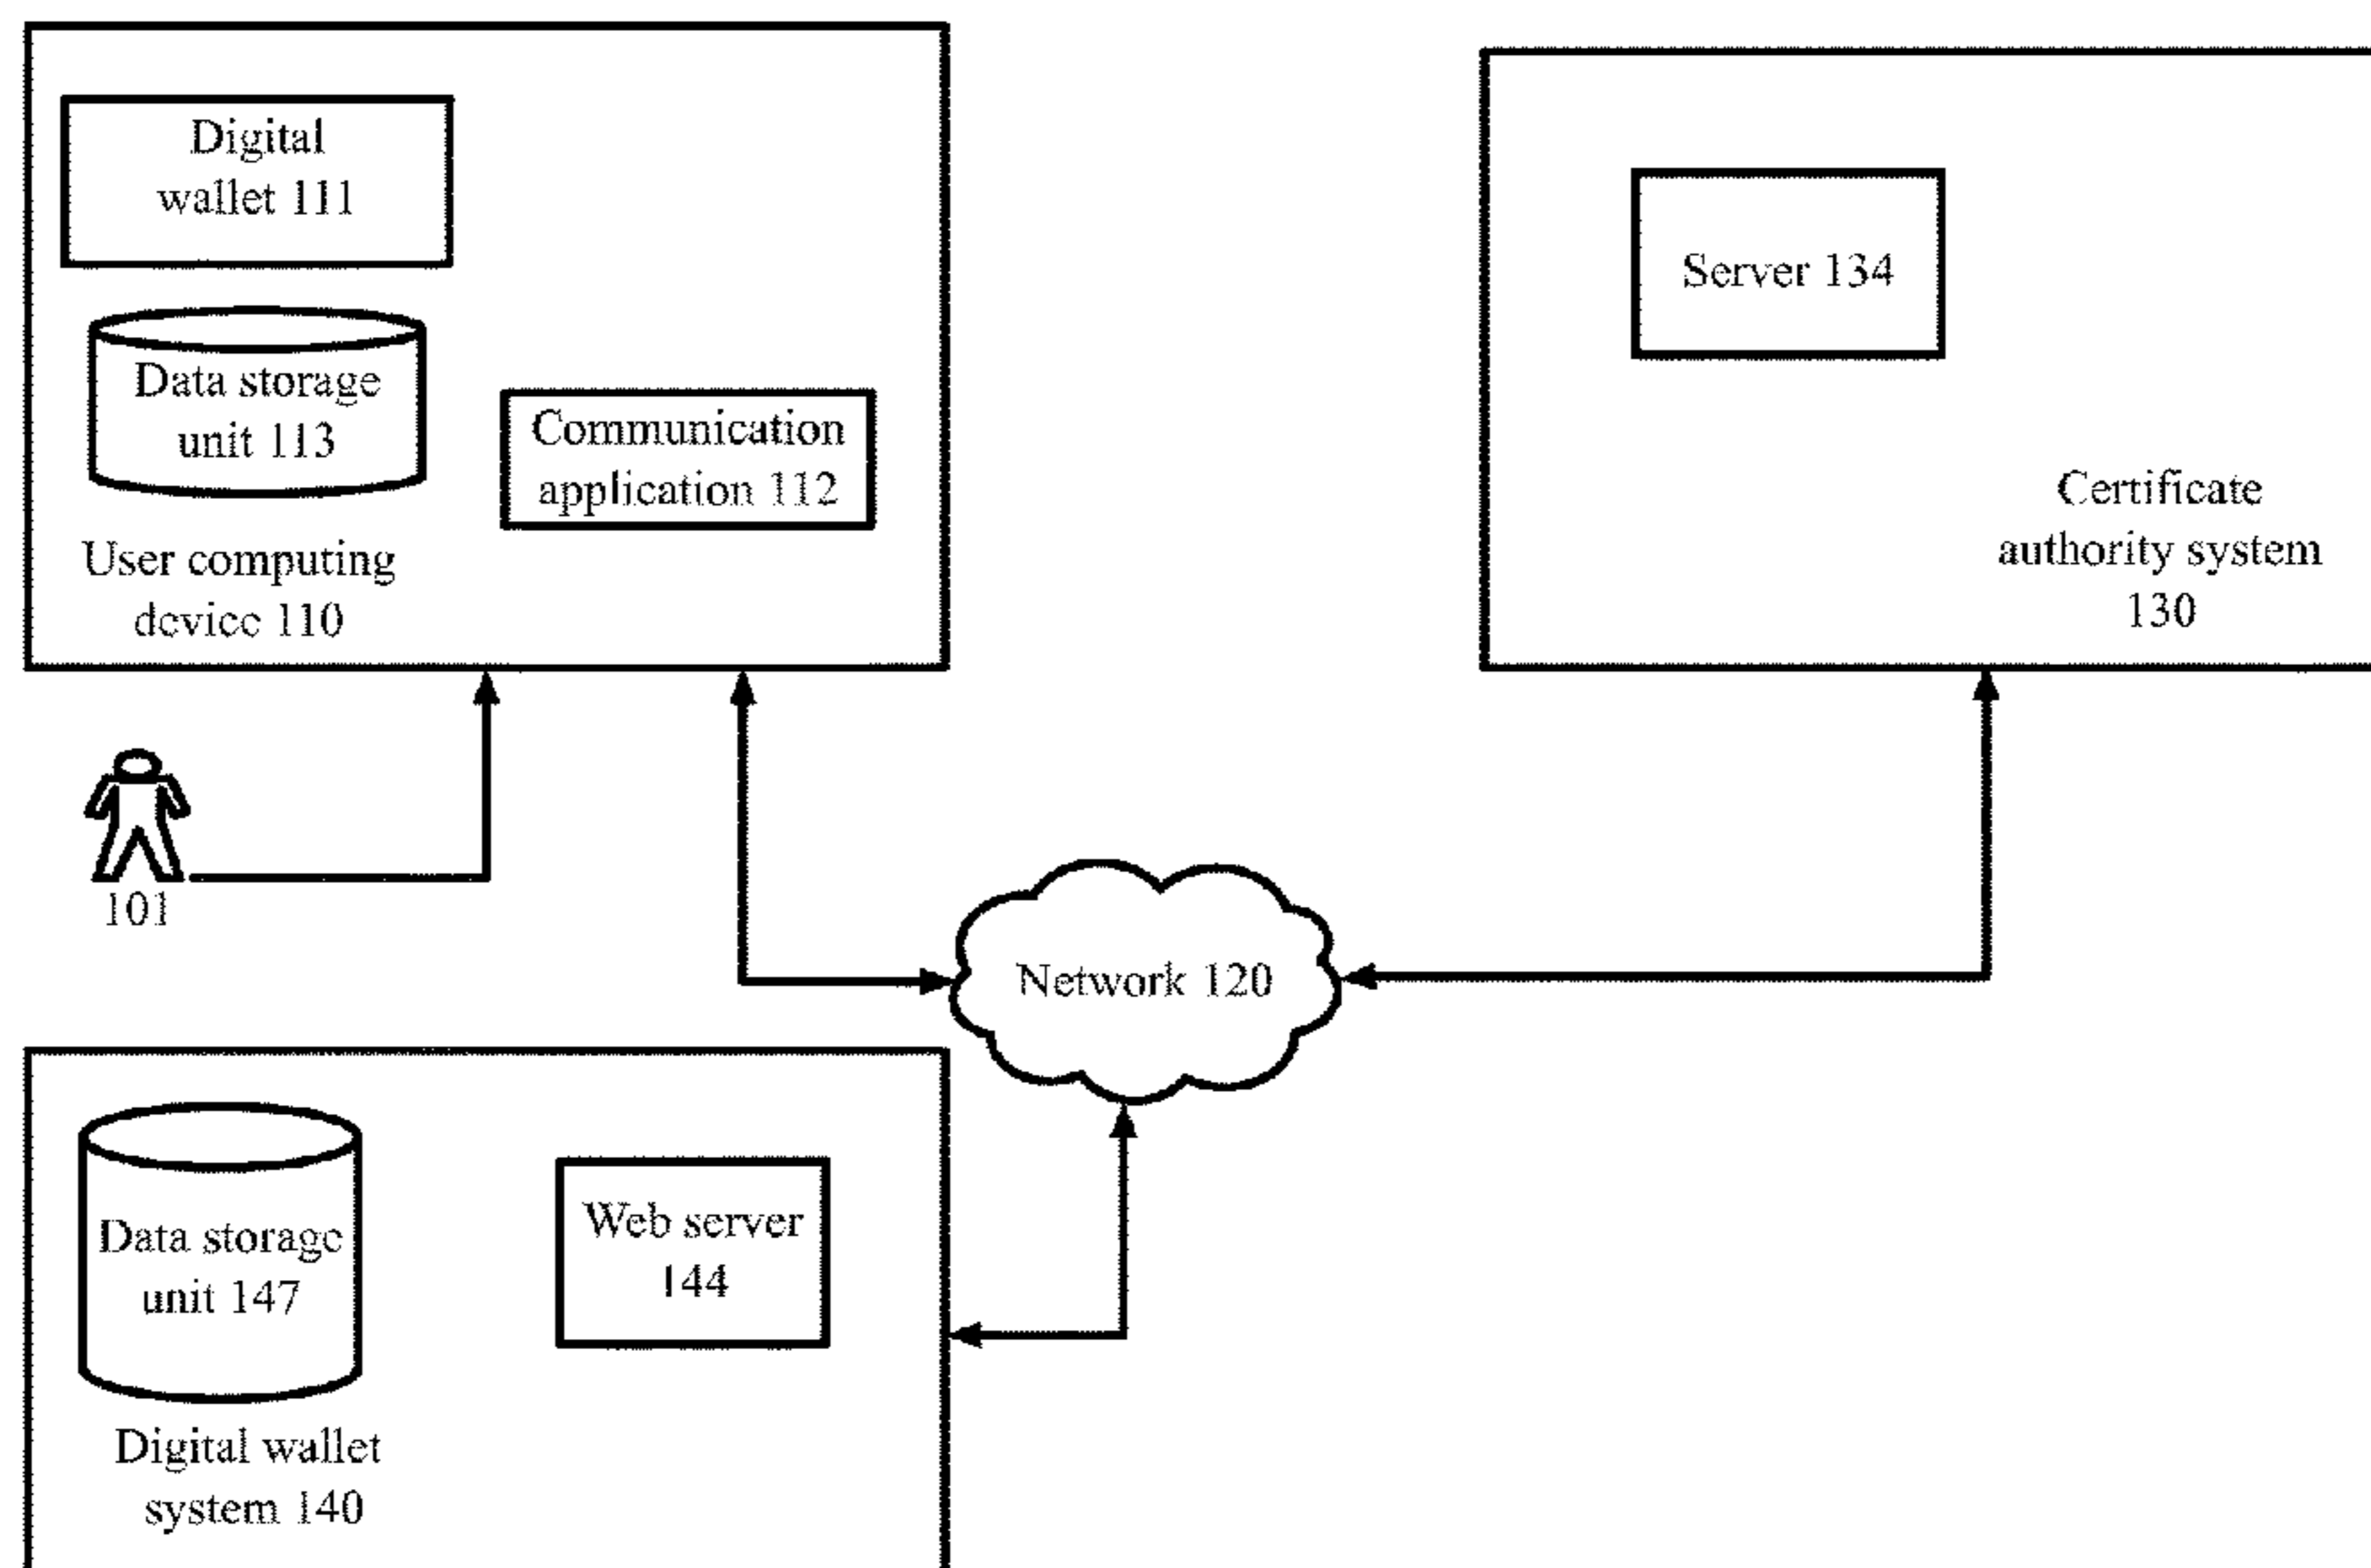 Digital
wallet 111
Data storage
unit 113
Communication
application 112
User computing
device 110
Server 134
Certificate
authority system
130
101
Network 120
Data storage
unit 147
Web server
144
Digital wallet
system 140